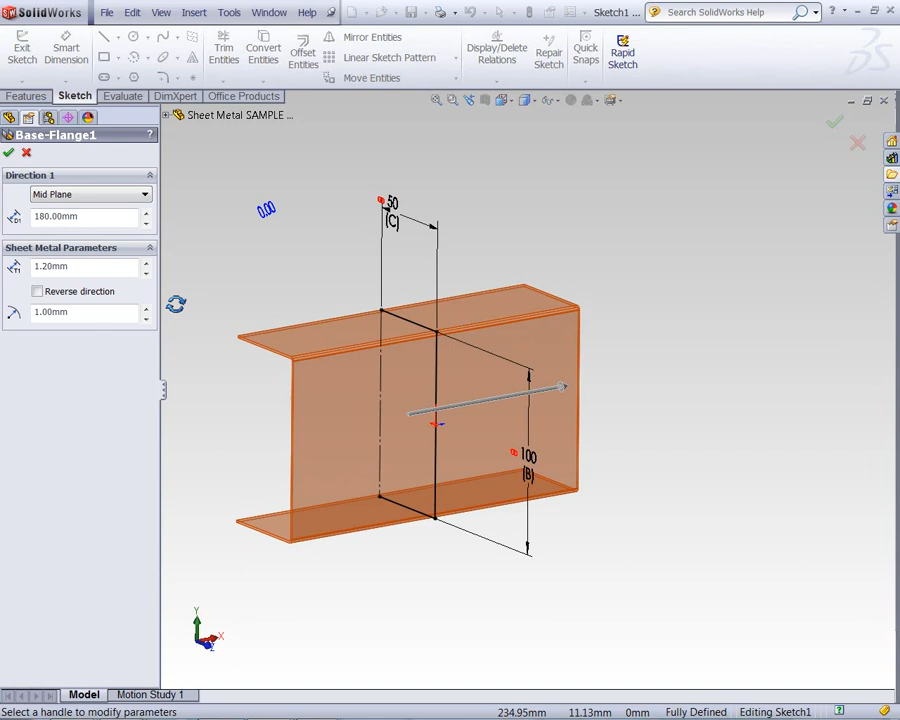 SolidWorks File Edit View Insert Tools Window Help Sketch1 ... Search SolidWorks Help
Exit Sketch
Smart Dimension
Trim Entities
Convert Entities
Offset Entities
Mirror Entities
Linear Sketch Pattern
Move Entities
Display/Delete Relations
Repair Sketch
Quick Snaps
Rapid Sketch
Features Sketch Evaluate DimXpert Office Products
Base-Flange1 ?
Sheet Metal SAMPLE ...
Direction 1
Mid Plane
D1 180.00mm
Sheet Metal Parameters
T1 1.20mm
Reverse direction
1.00mm
0.00
50
(C)
100
(B)
Y
X
Z
Model Motion Study 1
Select a handle to modify parameters 234.95mm 11.13mm 0mm Fully Defined Editing Sketch1 ?